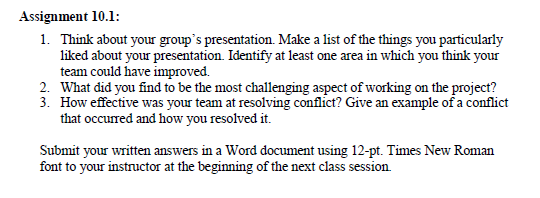 Assignment 10.1:
1. Think about your group's presentation. Make a list of the things you particularly
liked about your presentation. Identify at least one area in which you think your
team could have improved.
2. What did you find to be the most challenging aspect of working on the project?
3. How effective was your team at resolving conflict? Give an example of a conflict
that occurred and how you resolved it.
Submit your written answers in a Word document using 12-pt. Times New Roman
font to your instructor at the beginning of the next class session.